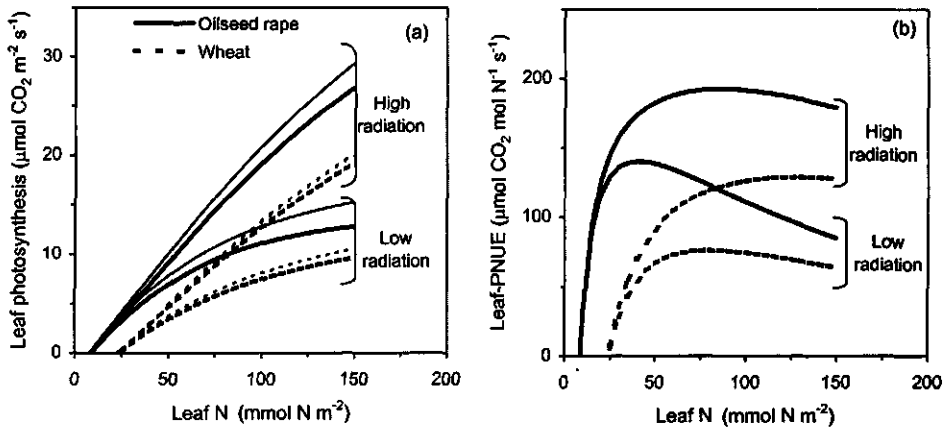 Oilseed rape
Wheat
(a)
30
20
10
0
High
radiation
Low
radiation
0 50 100 150 200
Leaf photosynthesis (μmol CO₂ m⁻² s⁻¹)
Leaf N (mmol N m⁻²)
(b)
200
100
0
High
radiation
Low
radiation
0 50 100 150 200
Leaf-PNUE (μmol CO₂ mol N⁻¹ s⁻¹)
Leaf N (mmol N m⁻²)